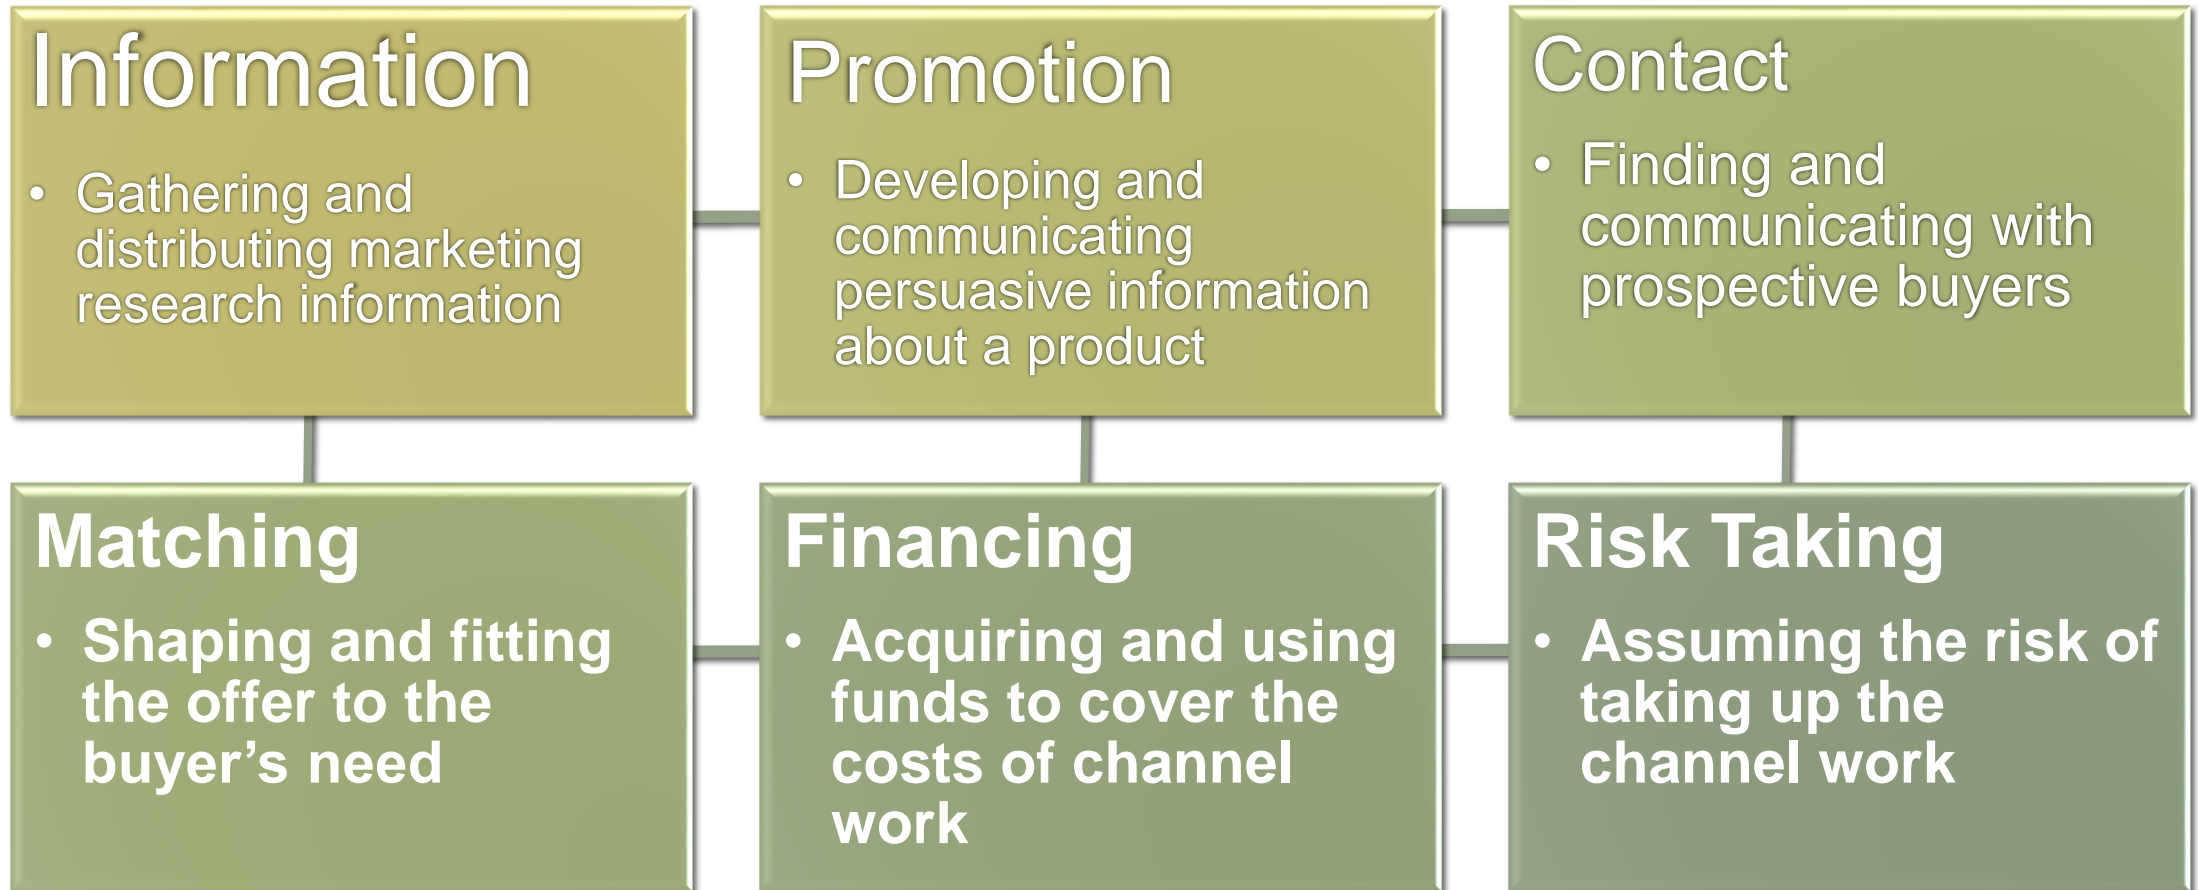 Information
• Gathering and
distributing marketing
research information
Promotion
• Developing and
communicating
persuasive information
about a product
Contact
• Finding and
communicating with
prospective buyers
Matching
• Shaping and fitting
the offer to the
buyer’s need
Financing
• Acquiring and using
funds to cover the
costs of channel
work
Risk Taking
• Assuming the risk of
taking up the
channel work